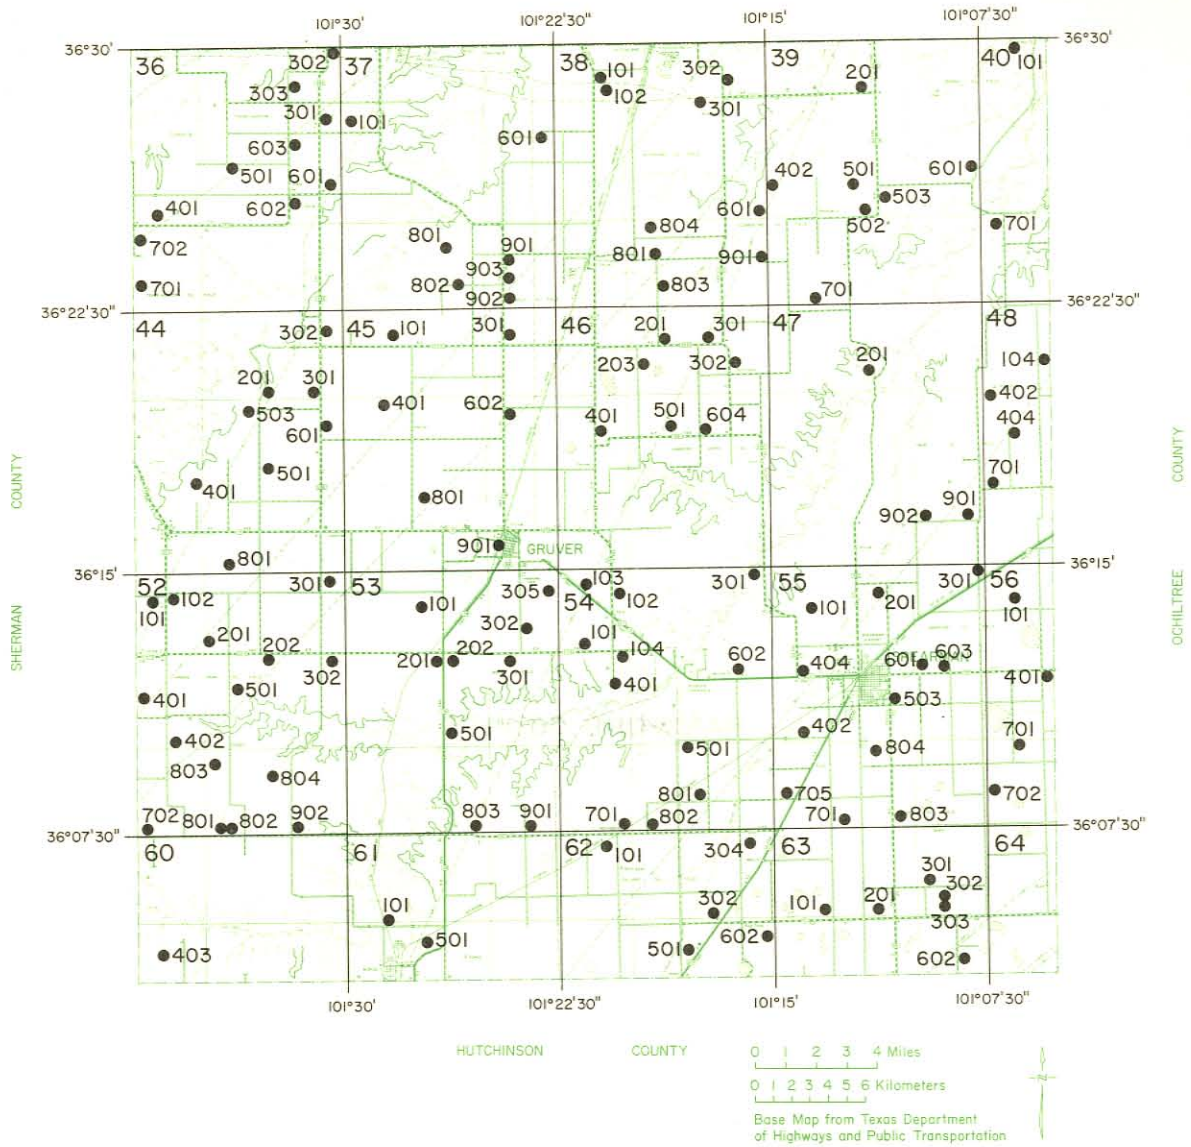 101°30' 101°22'30" 101°15' 101°07'30"
36°30' 36 302 37 38 101 302 39 40 101 36°30'
303 102 301 201
301 101
603 601
501 601 402 501 601
401 602 601 502 503
702 801 804 701
901 801 901
903
701 802 803
902 701
36°22'30" 36°22'30"
44 302 45 101 301 46 201 301 47 48
203 302 201 104
201 301 402
503 401 602 401 501 604 404
601
501 701
401 801 902 901
COUNTY COUNTY
901 GRUVER
801
36°15' 36°15'
52 102 301 53 305 54 103 301 55 201 301 56
101 101 102 101 101
SHERMAN OCHILTREE
201 302 101
202 302 201 202 301 104 602 404 601 603
401 501 401 503 401
402 501 501 402 804 701
803 804
801 705 702
702 801 802 902 803 901 701 802 701 803
36°07'30" 36°07'30"
60 61 62 101 304 63 64
301
302
101 302 101 201 303
403 501 501 602 602
101°30' 101°22'30" 101°15' 101°07'30"
HUTCHINSON COUNTY
0 1 2 3 4 Miles
0 1 2 3 4 5 6 Kilometers
N
Base Map from Texas Department
of Highways and Public Transportation